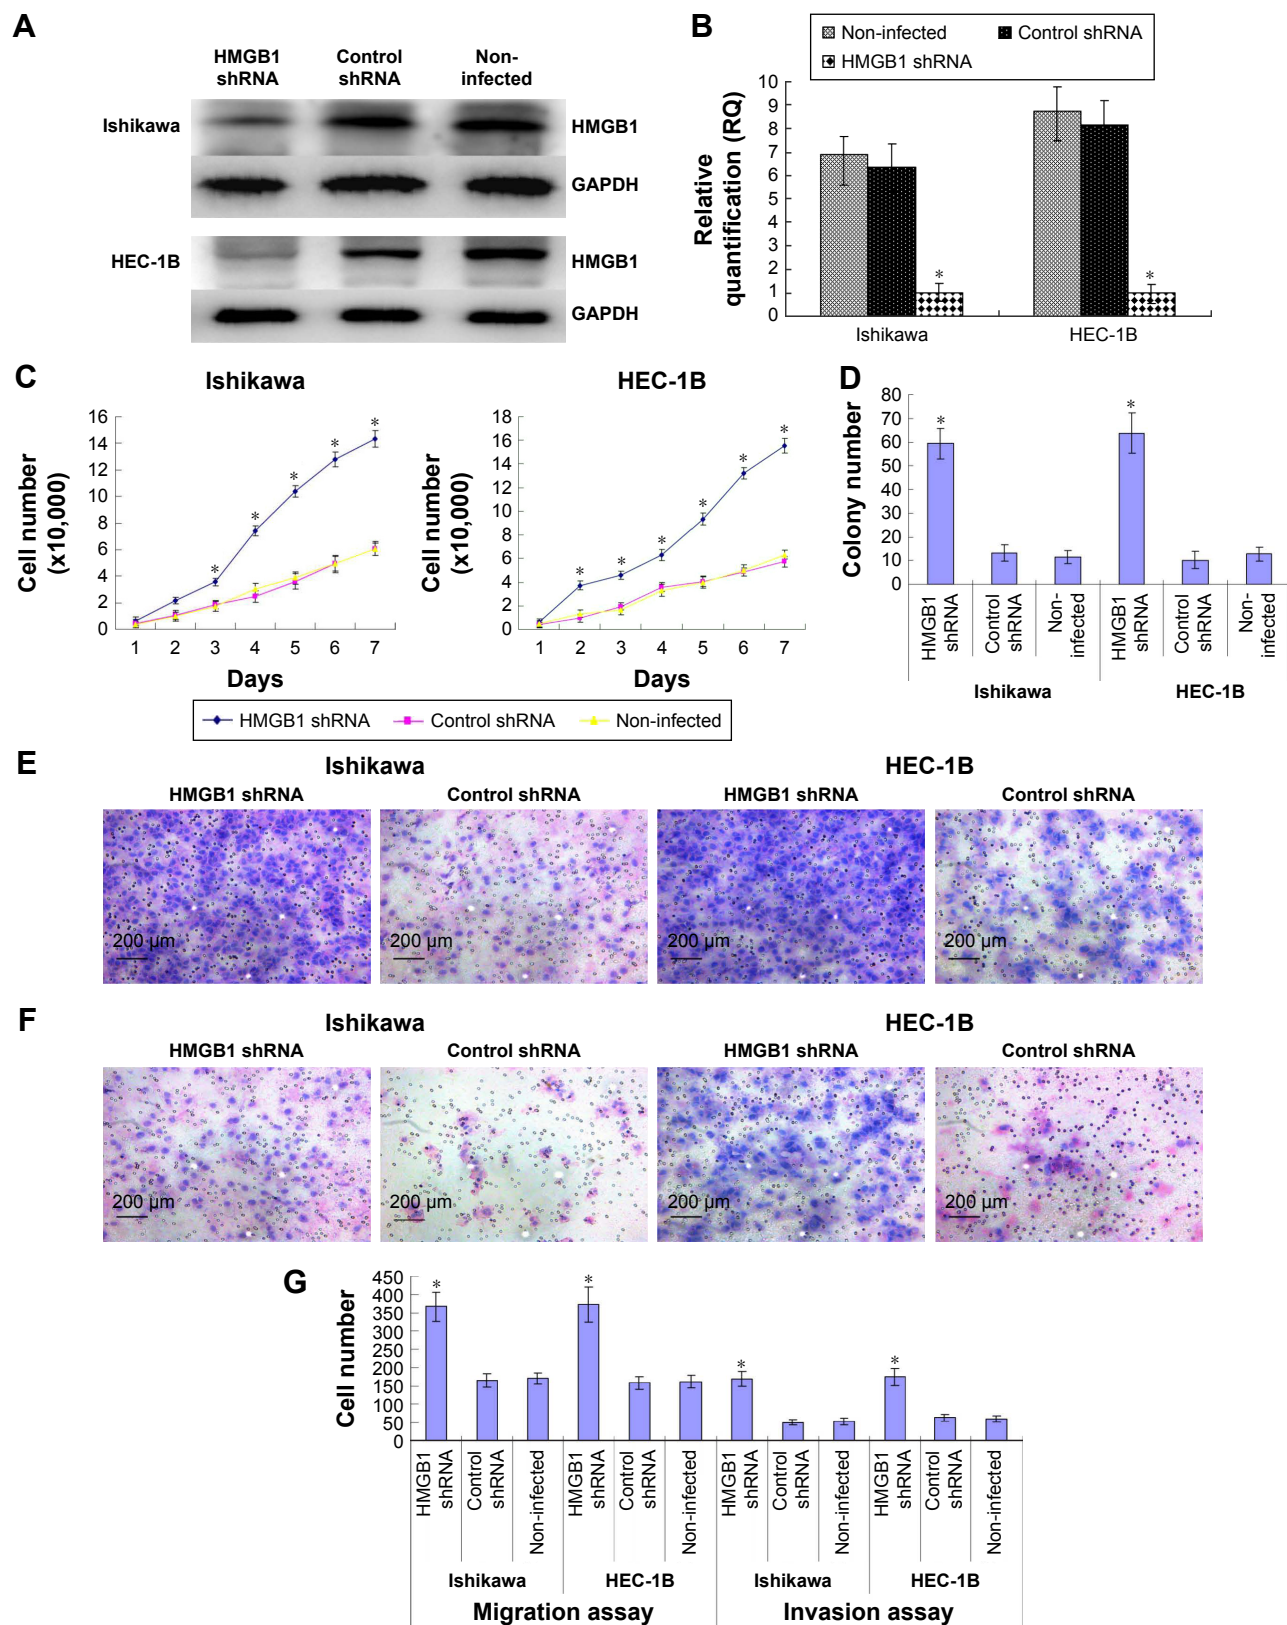 A
HMGB1
shRNA
Control
shRNA
Non-
infected
Ishikawa
HMGB1
GAPDH
HEC-1B
HMGB1
GAPDH
B
Non-infected
Control shRNA
HMGB1 shRNA
Relative
quantification (RQ)
10
9
8
7
6
5
4
3
2
1
0
*
*
Ishikawa
HEC-1B
C
Ishikawa
Cell number
(x10,000)
16
14
12
10
8
6
4
2
0
*
*
*
*
*
1 2 3 4 5 6 7
Days
HEC-1B
Cell number
(x10,000)
18
16
14
12
10
8
6
4
2
0
*
*
*
*
*
*
1 2 3 4 5 6 7
Days
HMGB1 shRNA
Control shRNA
Non-infected
D
Colony number
80
70
60
50
40
30
20
10
0
*
*
HMGB1
shRNA
Control
shRNA
Non-
infected
HMGB1
shRNA
Control
shRNA
Non-
infected
Ishikawa
HEC-1B
E
Ishikawa
HEC-1B
HMGB1 shRNA
Control shRNA
HMGB1 shRNA
Control shRNA
200 µm
200 µm
200 µm
200 µm
F
Ishikawa
HEC-1B
HMGB1 shRNA
Control shRNA
HMGB1 shRNA
Control shRNA
200 µm
200 µm
200 µm
200 µm
G
Cell number
450
400
350
300
250
200
150
100
50
0
*
*
*
*
HMGB1
shRNA
Control
shRNA
Non-infected
HMGB1
shRNA
Control
shRNA
Non-infected
HMGB1
shRNA
Control
shRNA
Non-infected
HMGB1
shRNA
Control
shRNA
Non-infected
Ishikawa
HEC-1B
Ishikawa
HEC-1B
Migration assay
Invasion assay